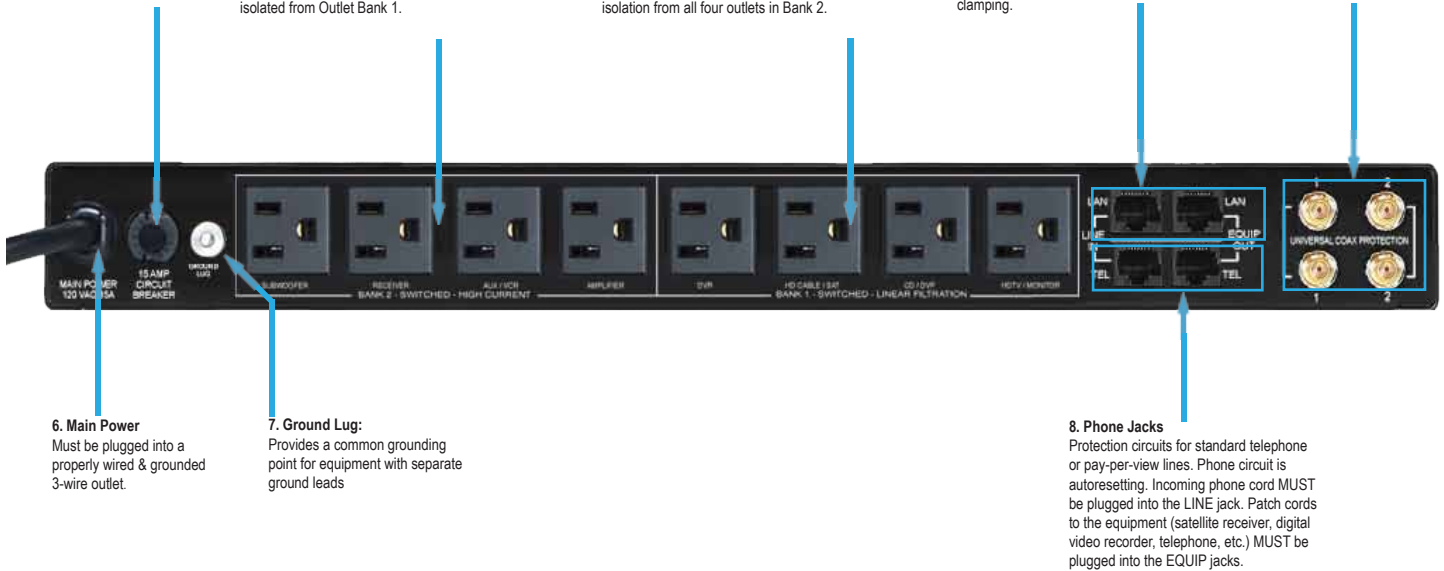 isolated from Outlet Bank 1.
isolation from all four outlets in Bank 2.
clamping.
MAIN POWER
120 VAC 15A
15 AMP
CIRCUIT
BREAKER
GROUND
LUG
SUBWOOFER
RECEIVER
AUX / VCR
AMPLIFIER
BANK 2 - SWITCHED - HIGH CURRENT
DVR
HD CABLE / SAT
CD / DVP
HDTV / MONITOR
BANK 1 - SWITCHED - LINEAR FILTRATION
LAN
LAN
LINE
IN
EQUIP
OUT
TEL
TEL
1
2
UNIVERSAL COAX PROTECTION
1
2
6. Main Power
Must be plugged into a
properly wired & grounded
3-wire outlet.
7. Ground Lug:
Provides a common grounding
point for equipment with separate
ground leads
8. Phone Jacks
Protection circuits for standard telephone
or pay-per-view lines. Phone circuit is
autoresetting. Incoming phone cord MUST
be plugged into the LINE jack. Patch cords
to the equipment (satellite receiver, digital
video recorder, telephone, etc.) MUST be
plugged into the EQUIP jacks.